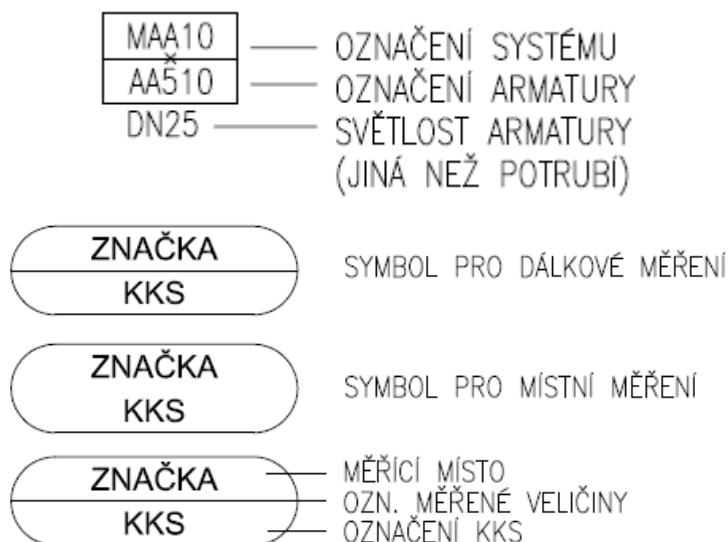 MAA10
OZNAČENÍ SYSTÉMU
AA510
OZNAČENÍ ARMATURY
DN25
SVĚTLOST ARMATURY
(JINÁ NEŽ POTRUBÍ)
ZNAČKA
KKS
SYMBOL PRO DÁLKOVÉ MĚŘENÍ
ZNAČKA
KKS
SYMBOL PRO MÍSTNÍ MĚŘENÍ
ZNAČKA
KKS
MĚŘÍCÍ MÍSTO
OZN. MĚŘENÉ VELIČINY
OZNAČENÍ KKS